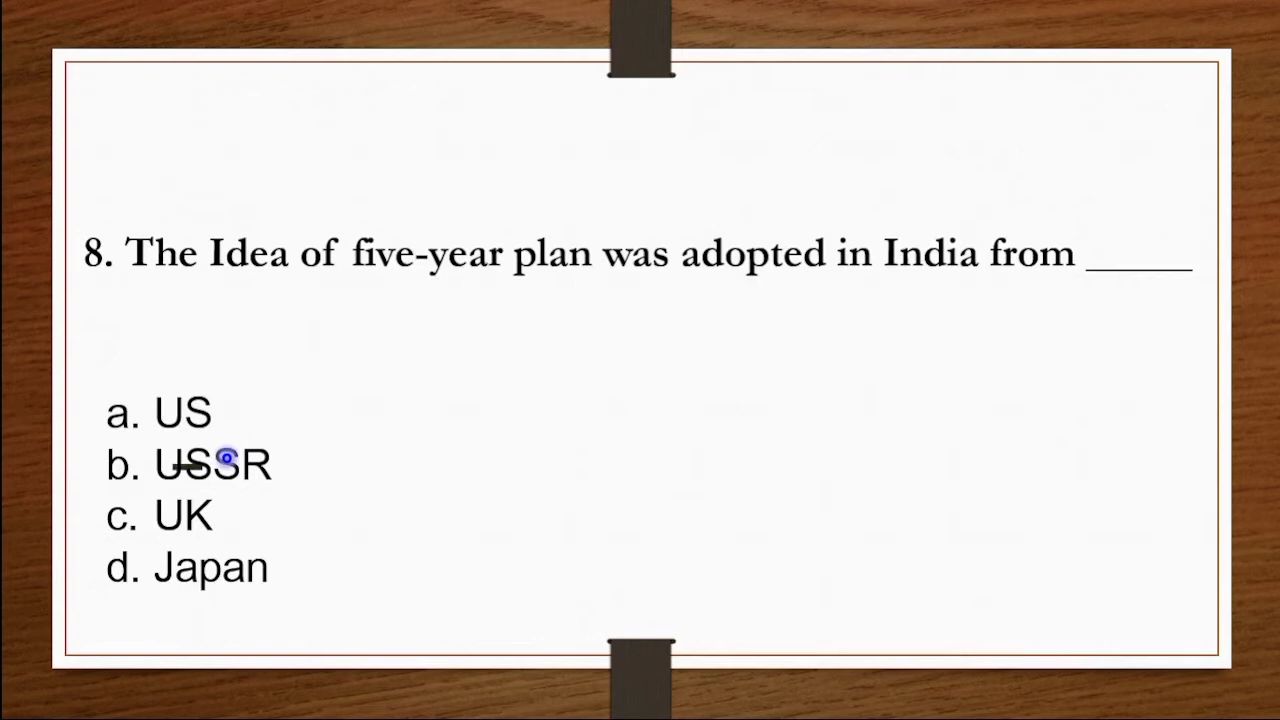 8. The Idea of five-year plan was adopted in India from ______
a. US
b. USSR
c. UK
d. Japan